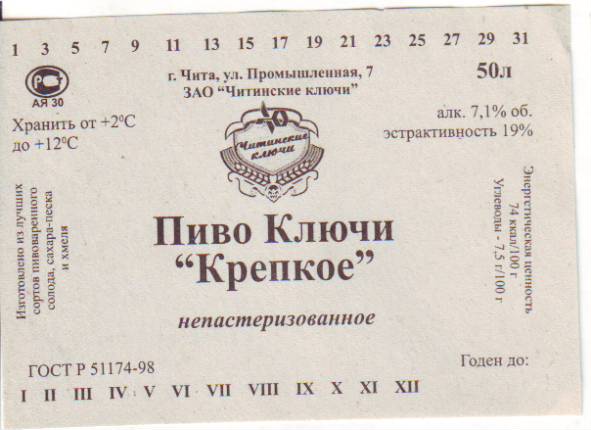 1 3 5 7 9 11 13 15 17 19 21 23 25 27 29 31
г. Чита, ул. Промышленная, 7
ЗАО “Читинские ключи”
50л
РСТ
АЯ 30
Хранить от +2⁰С
до +12⁰С
алк. 7,1% об.
эстрактивность 19%
Читинские
ключи
Изготовлено из лучших
сортов пивоваренного
солода, сахара-песка
и хмеля
Пиво Ключи
“Крепкое”
непастеризованное
Энергетическая ценность
74 ккал/100 г
Углеводы - 7,5 г/100 г
ГОСТ Р 51174-98
Годен до:
I II III IV V VI VII VIII IX X XI XII